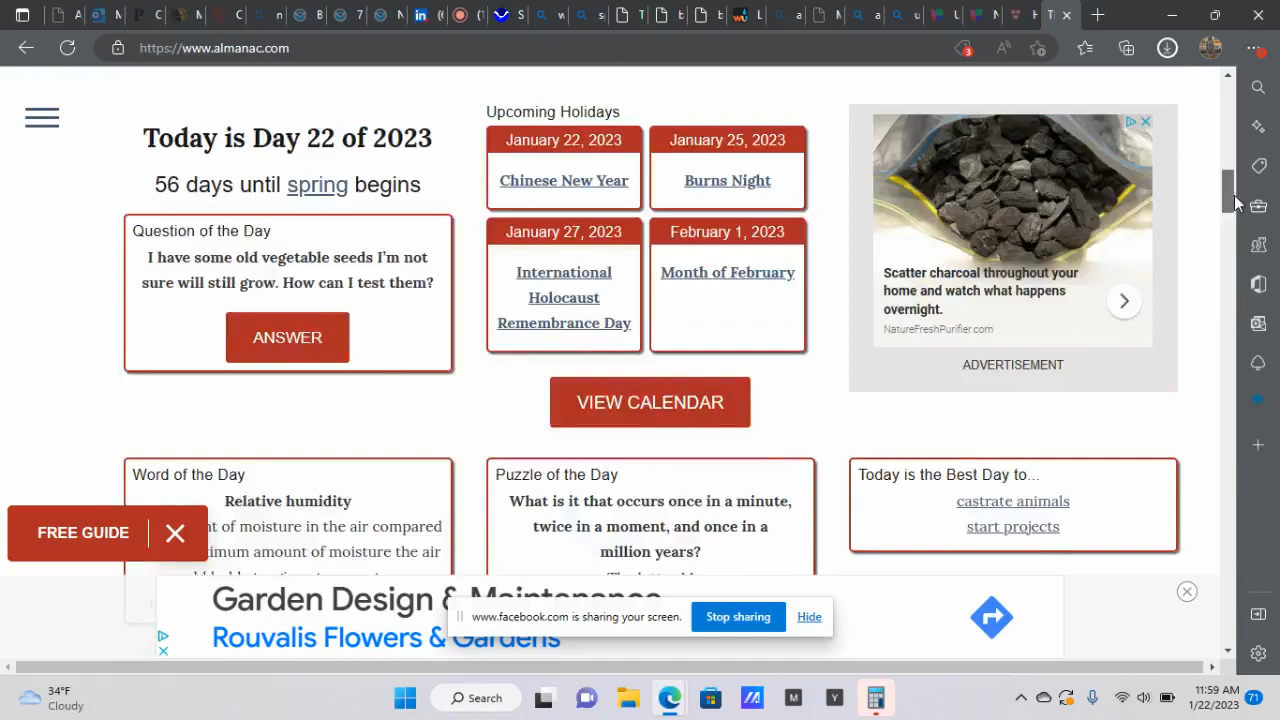 https://www.almanac.com
3
Today is Day 22 of 2023
56 days until spring begins
Question of the Day
I have some old vegetable seeds I'm not
sure will still grow. How can I test them?
ANSWER
Upcoming Holidays
January 22, 2023
Chinese New Year
January 25, 2023
Burns Night
January 27, 2023
International
Holocaust
Remembrance Day
February 1, 2023
Month of February
VIEW CALENDAR
Scatter charcoal throughout your
home and watch what happens
overnight.
NatureFreshPurifier.com
ADVERTISEMENT
Word of the Day
Relative humidity
of moisture in the air compared
amount of moisture the air
Puzzle of the Day
What is it that occurs once in a minute,
twice in a moment, and once in a
million years?
Today is the Best Day to...
castrate animals
start projects
FREE GUIDE
Garden Design &
Rouvalis Flowers & Gardens
www.facebook.com is sharing your screen.
Stop sharing
Hide
34°F
Cloudy
Search
M
Y
11:59 AM
1/22/2023
71